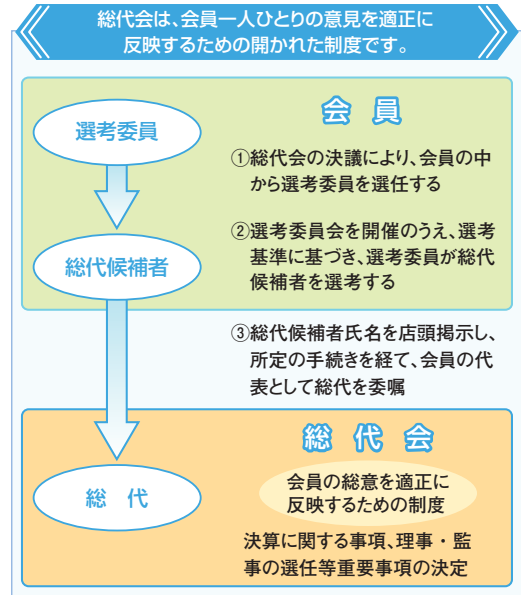 総代会は、会員一人ひとりの意見を適正に
反映するための開かれた制度です。
会員
選考委員
①総代会の決議により、会員の中
から選考委員を選任する
②選考委員会を開催のうえ、選考
基準に基づき、選考委員が総代
候補者を選考する
総代候補者
③総代候補者氏名を店頭掲示し、
所定の手続きを経て、会員の代
表として総代を委嘱
総代会
総代
会員の総意を適正に
反映するための制度
決算に関する事項、理事・監
事の選任等重要事項の決定